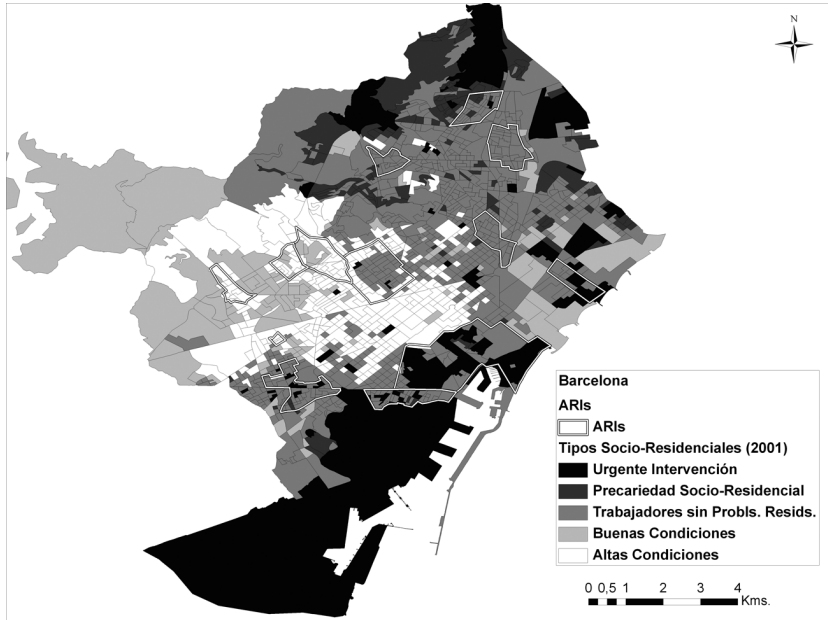 N
Barcelona
ARIs
ARIs
Tipos Socio-Residenciales (2001)
Urgente Intervención
Precariedad Socio-Residencial
Trabajadores sin Probls. Resids.
Buenas Condiciones
Altas Condiciones
0 0,5 1 2 3 4
Kms.